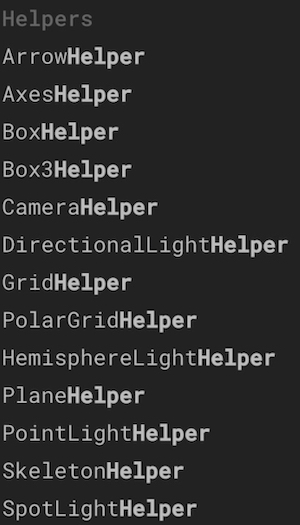 Helpers
ArrowHelper
AxesHelper
BoxHelper
Box3Helper
CameraHelper
DirectionalLightHelper
GridHelper
PolarGridHelper
HemisphereLightHelper
PlaneHelper
PointLightHelper
SkeletonHelper
SpotLightHelper